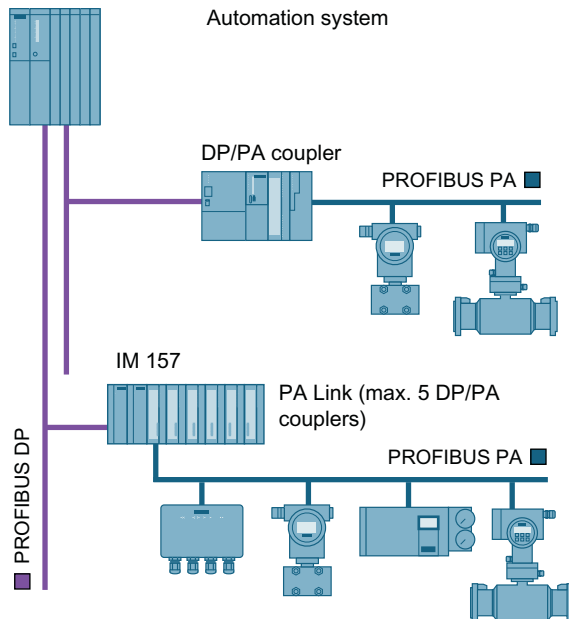 Automation system
DP/PA coupler
PROFIBUS PA
IM 157
PA Link (max. 5 DP/PA
couplers)
PROFIBUS PA
PROFIBUS DP